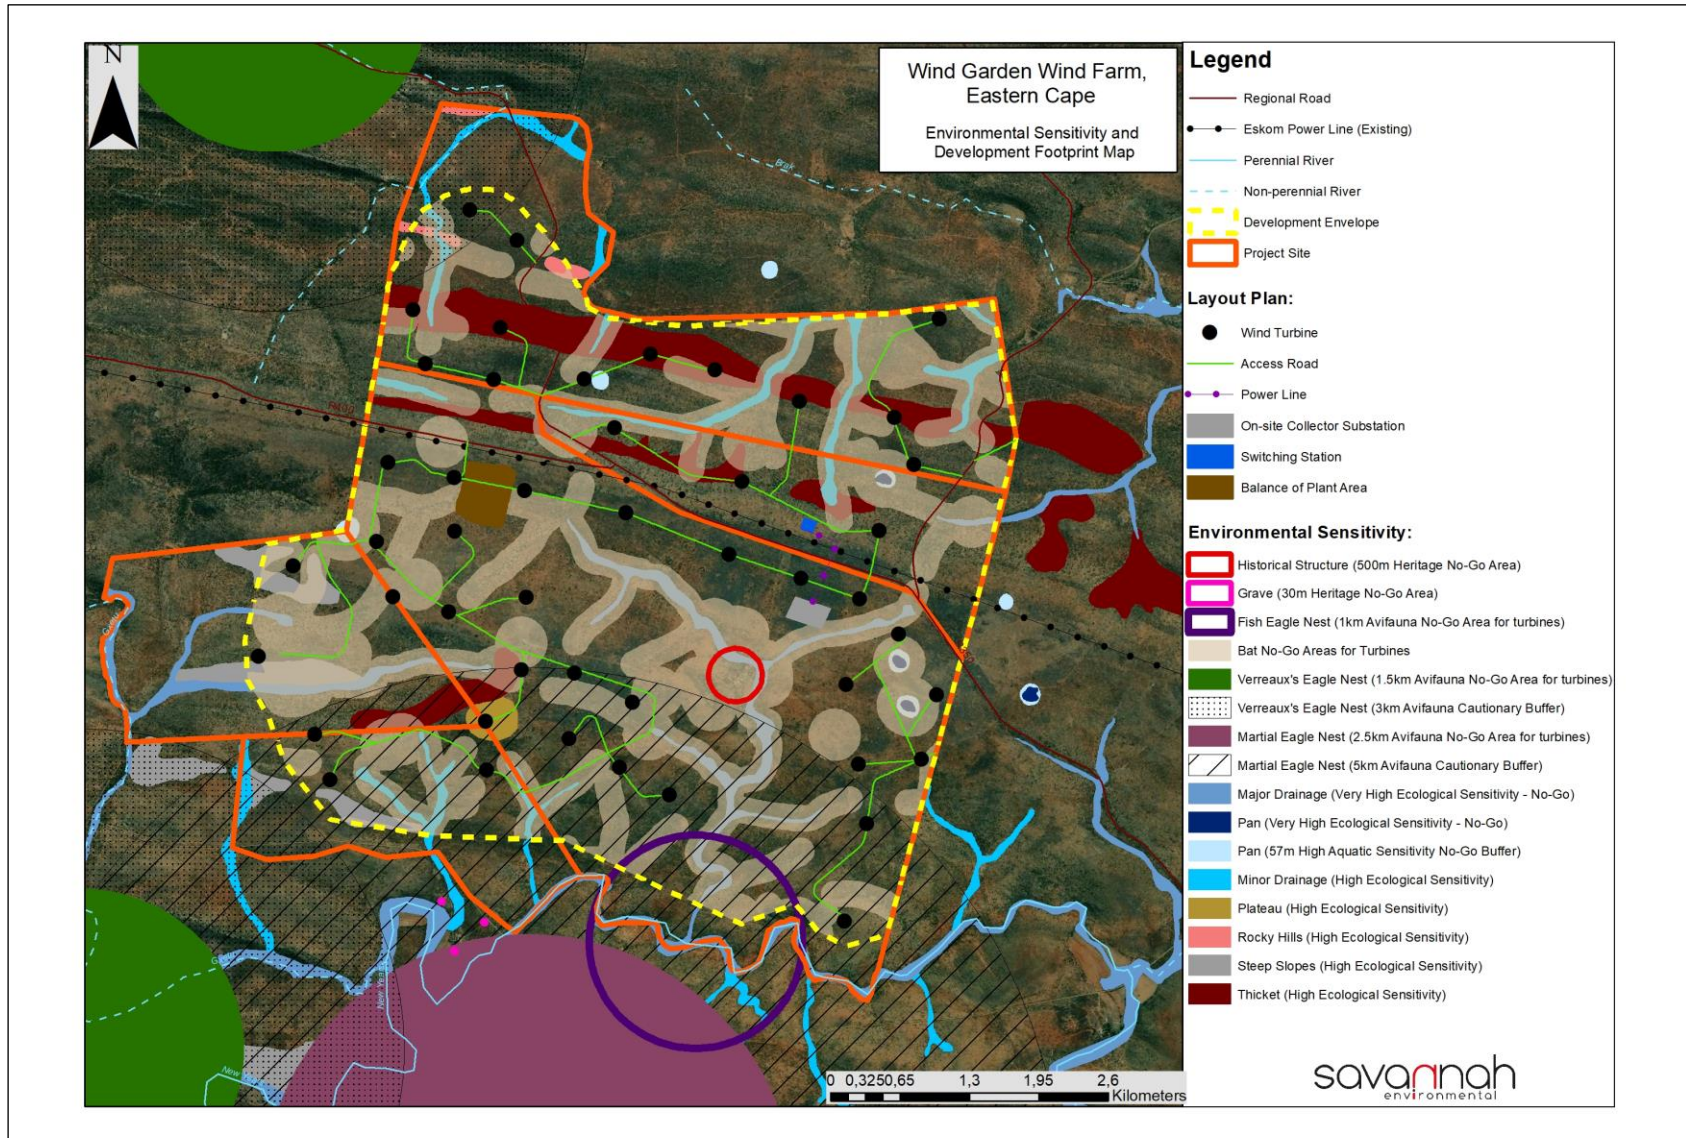 N
Wind Garden Wind Farm,
Eastern Cape
Environmental Sensitivity and
Development Footprint Map
Brak
Legend
Regional Road
Eskom Power Line (Existing)
Perennial River
Non-perennial River
Development Envelope
Project Site
Layout Plan:
Wind Turbine
Access Road
Power Line
On-site Collector Substation
Switching Station
Balance of Plant Area
Environmental Sensitivity:
Historical Structure (500m Heritage No-Go Area)
Grave (30m Heritage No-Go Area)
Fish Eagle Nest (1km Avifauna No-Go Area for turbines)
Bat No-Go Areas for Turbines
Verreaux's Eagle Nest (1.5km Avifauna No-Go Area for turbines)
Verreaux's Eagle Nest (3km Avifauna Cautionary Buffer)
Martial Eagle Nest (2.5km Avifauna No-Go Area for turbines)
Martial Eagle Nest (5km Avifauna Cautionary Buffer)
Major Drainage (Very High Ecological Sensitivity - No-Go)
Pan (Very High Ecological Sensitivity - No-Go)
Pan (57m High Aquatic Sensitivity No-Go Buffer)
Minor Drainage (High Ecological Sensitivity)
Plateau (High Ecological Sensitivity)
Rocky Hills (High Ecological Sensitivity)
Steep Slopes (High Ecological Sensitivity)
Thicket (High Ecological Sensitivity)
0 0,3250,65 1,3 1,95 2,6
Kilometers
savannah
environmental